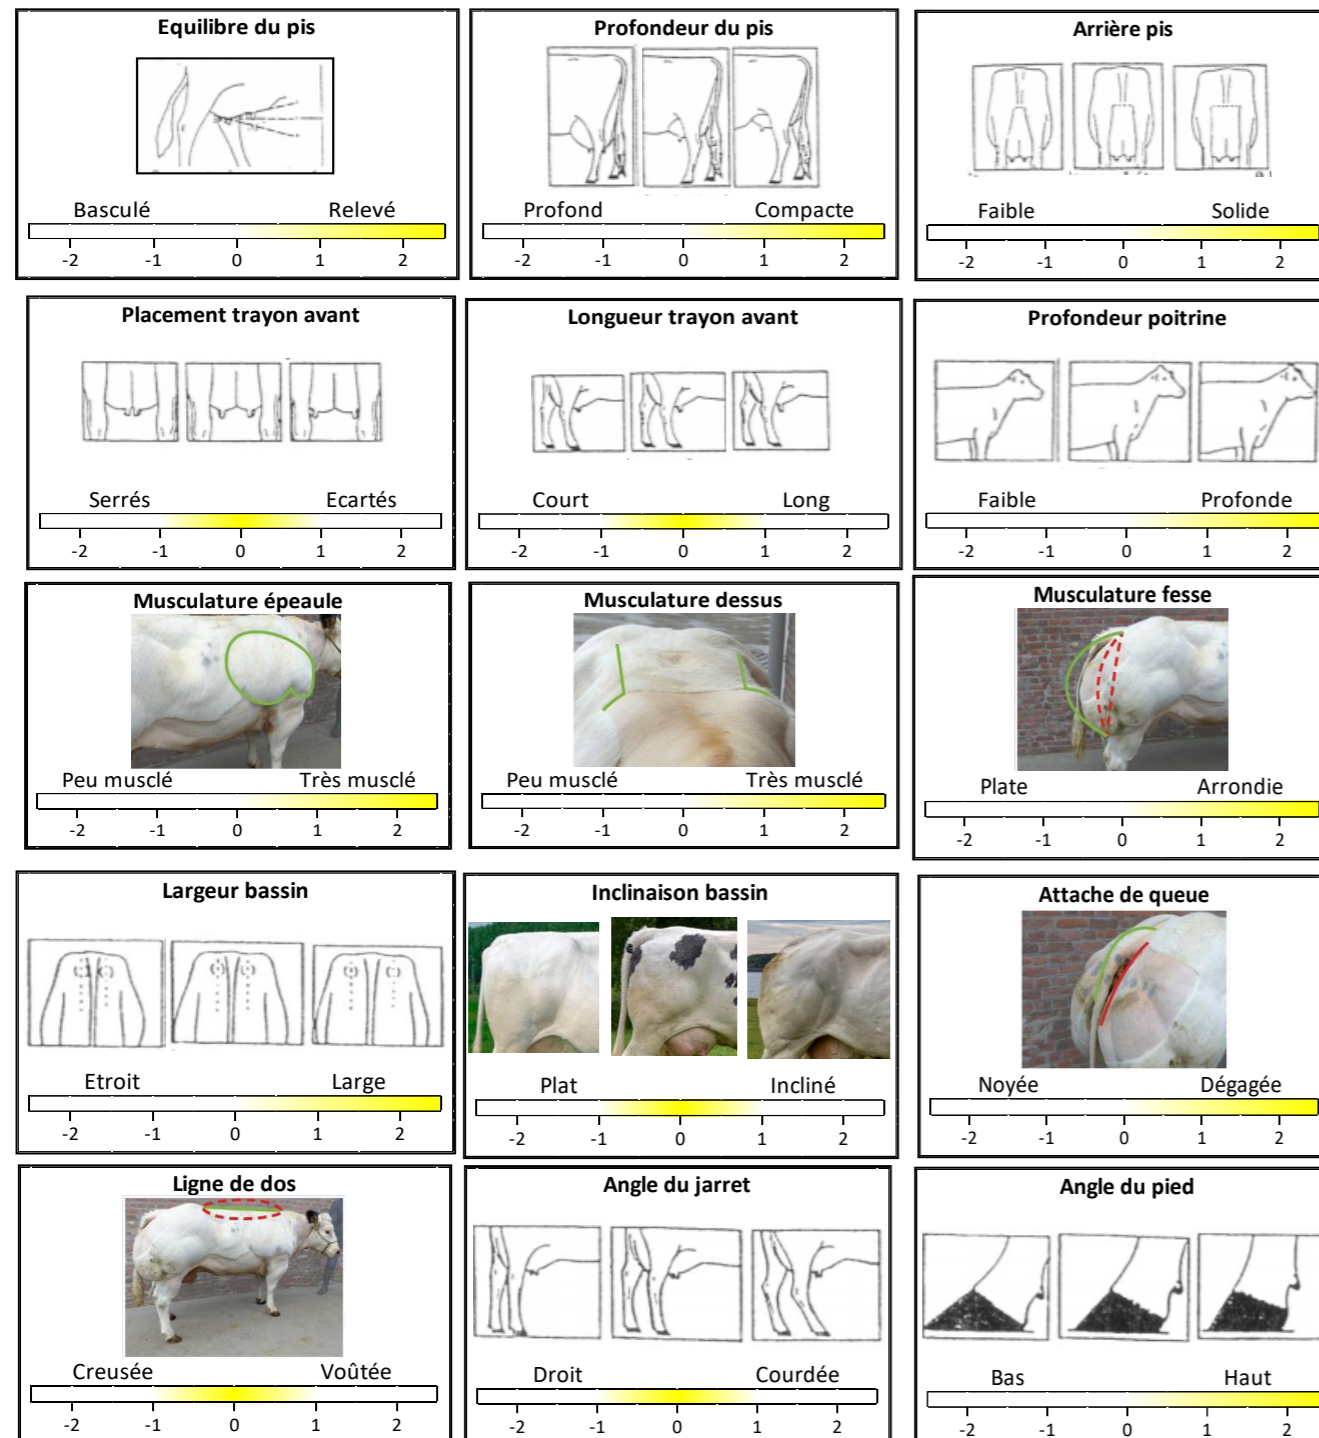 Equilibre du pis
Basculé Relevé
-2 -1 0 1 2
Profondeur du pis
Profond Compacte
-2 -1 0 1 2
Arrière pis
Faible Solide
-2 -1 0 1 2
Placement trayon avant
Serrés Ecartés
-2 -1 0 1 2
Longueur trayon avant
Court Long
-2 -1 0 1 2
Profondeur poitrine
Faible Profonde
-2 -1 0 1 2
Musculature épeaule
Peu musclé Très musclé
-2 -1 0 1 2
Musculature dessus
Peu musclé Très musclé
-2 -1 0 1 2
Musculature fesse
Plate Arrondie
-2 -1 0 1 2
Largeur bassin
Etroit Large
-2 -1 0 1 2
Inclinaison bassin
Plat Incliné
-2 -1 0 1 2
Attache de queue
Noyée Dégagée
-2 -1 0 1 2
Ligne de dos
Creusée Voûtée
-2 -1 0 1 2
Angle du jarret
Droit Courdée
-2 -1 0 1 2
Angle du pied
Bas Haut
-2 -1 0 1 2